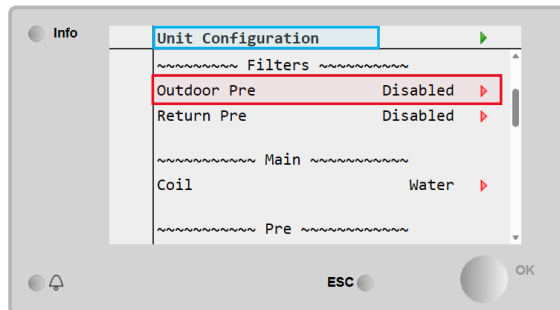 Info
Unit Configuration
~~~~~~~~~ Filters ~~~~~~~~~~
Outdoor Pre Disabled
Return Pre Disabled
~~~~~~~~~~~ Main ~~~~~~~~~~~
Coil Water
~~~~~~~~~~~ Pre ~~~~~~~~~~~~
ESC
OK